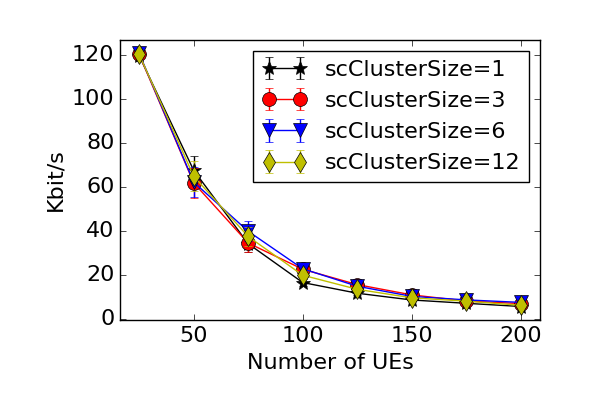 120
100
80
60
40
20
0
Kbit/s
scClusterSize=1
scClusterSize=3
scClusterSize=6
scClusterSize=12
50
100
150
200
Number of UEs